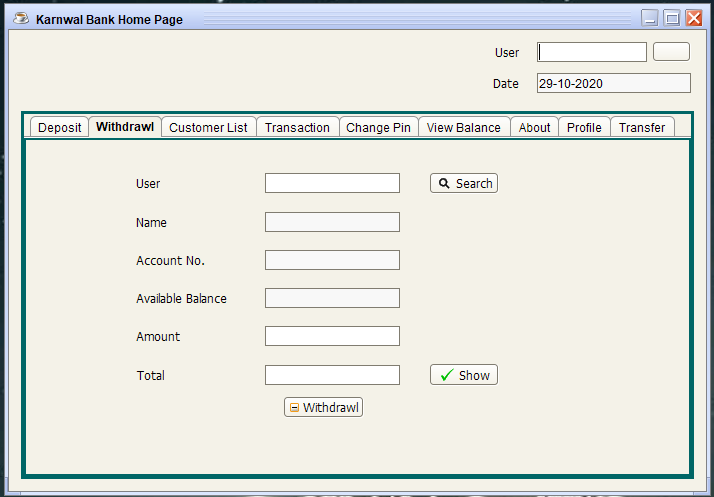 Karnwal Bank Home Page
User
Date 29-10-2020
Deposit Withdrawl Customer List Transaction Change Pin View Balance About Profile Transfer
User Search
Name
Account No.
Available Balance
Amount
Total Show
Withdrawl